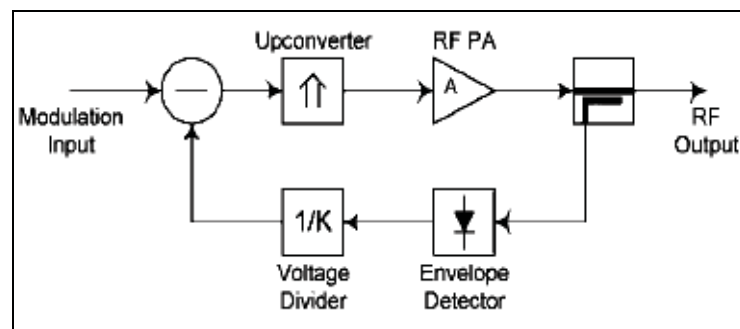 Upconverter
RF PA
A
Modulation
Input
RF
Output
1/K
Voltage
Divider
Envelope
Detector